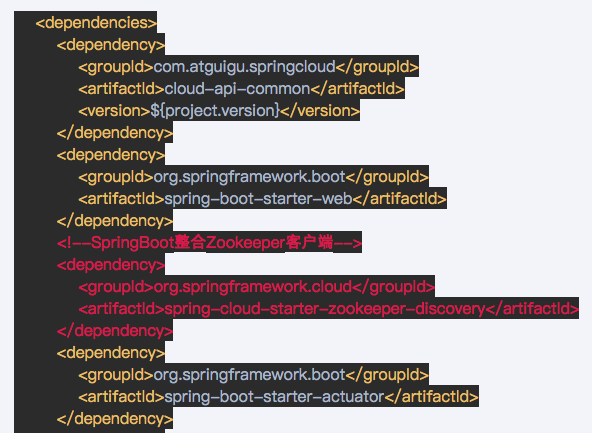 <dependencies>
<dependency>
<groupId>com.atguigu.springcloud</groupId>
<artifactId>cloud-api-common</artifactId>
<version>${project.version}</version>
</dependency>
<dependency>
<groupId>org.springframework.boot</groupId>
<artifactId>spring-boot-starter-web</artifactId>
</dependency>
<!--SpringBoot整合Zookeeper客户端-->
<dependency>
<groupId>org.springframework.cloud</groupId>
<artifactId>spring-cloud-starter-zookeeper-discovery</artifactId>
</dependency>
<dependency>
<groupId>org.springframework.boot</groupId>
<artifactId>spring-boot-starter-actuator</artifactId>
</dependency>